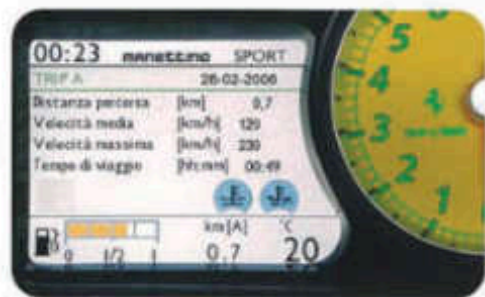 00:23 manettino SPORT
TRIP A 26-02-2006
Distanza percorsa [km] 0,7
Velocità media [km/h] 120
Velocità massima [km/h] 230
Tempo di viaggio [hh:mm] 00:49
km[A] °C
0 1/2 1 0.7 20
5
4
3
2
1